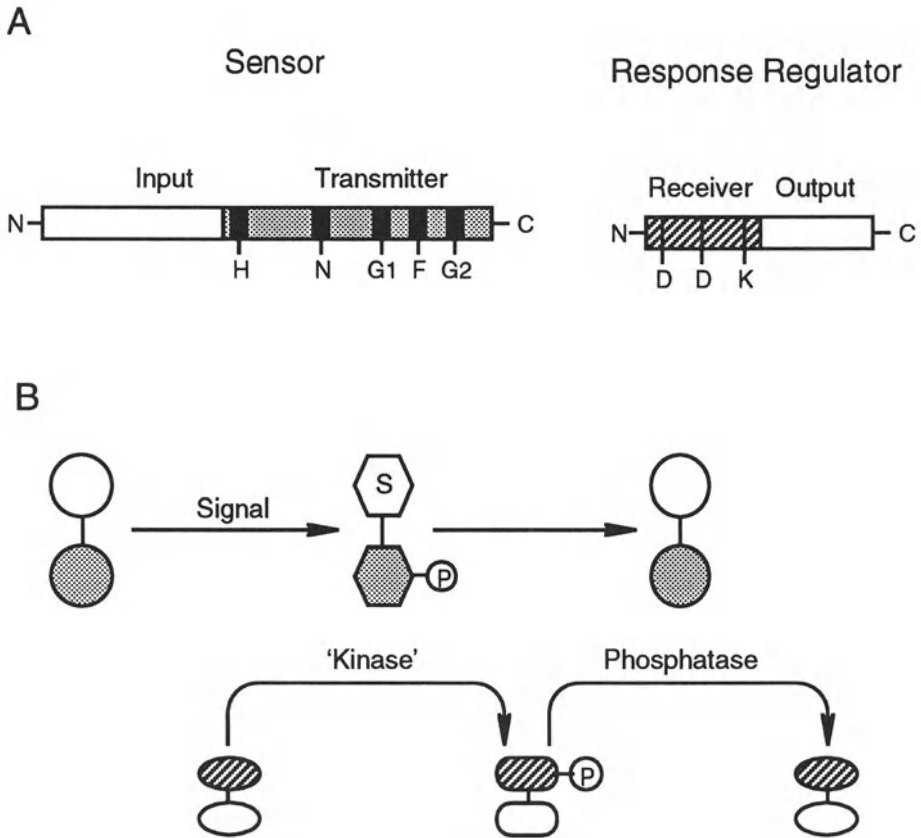 A
Sensor
Response Regulator
Input Transmitter
Receiver Output
N C
N C
H N G1 F G2
D D K
B
S
Signal
P
'Kinase' Phosphatase
P